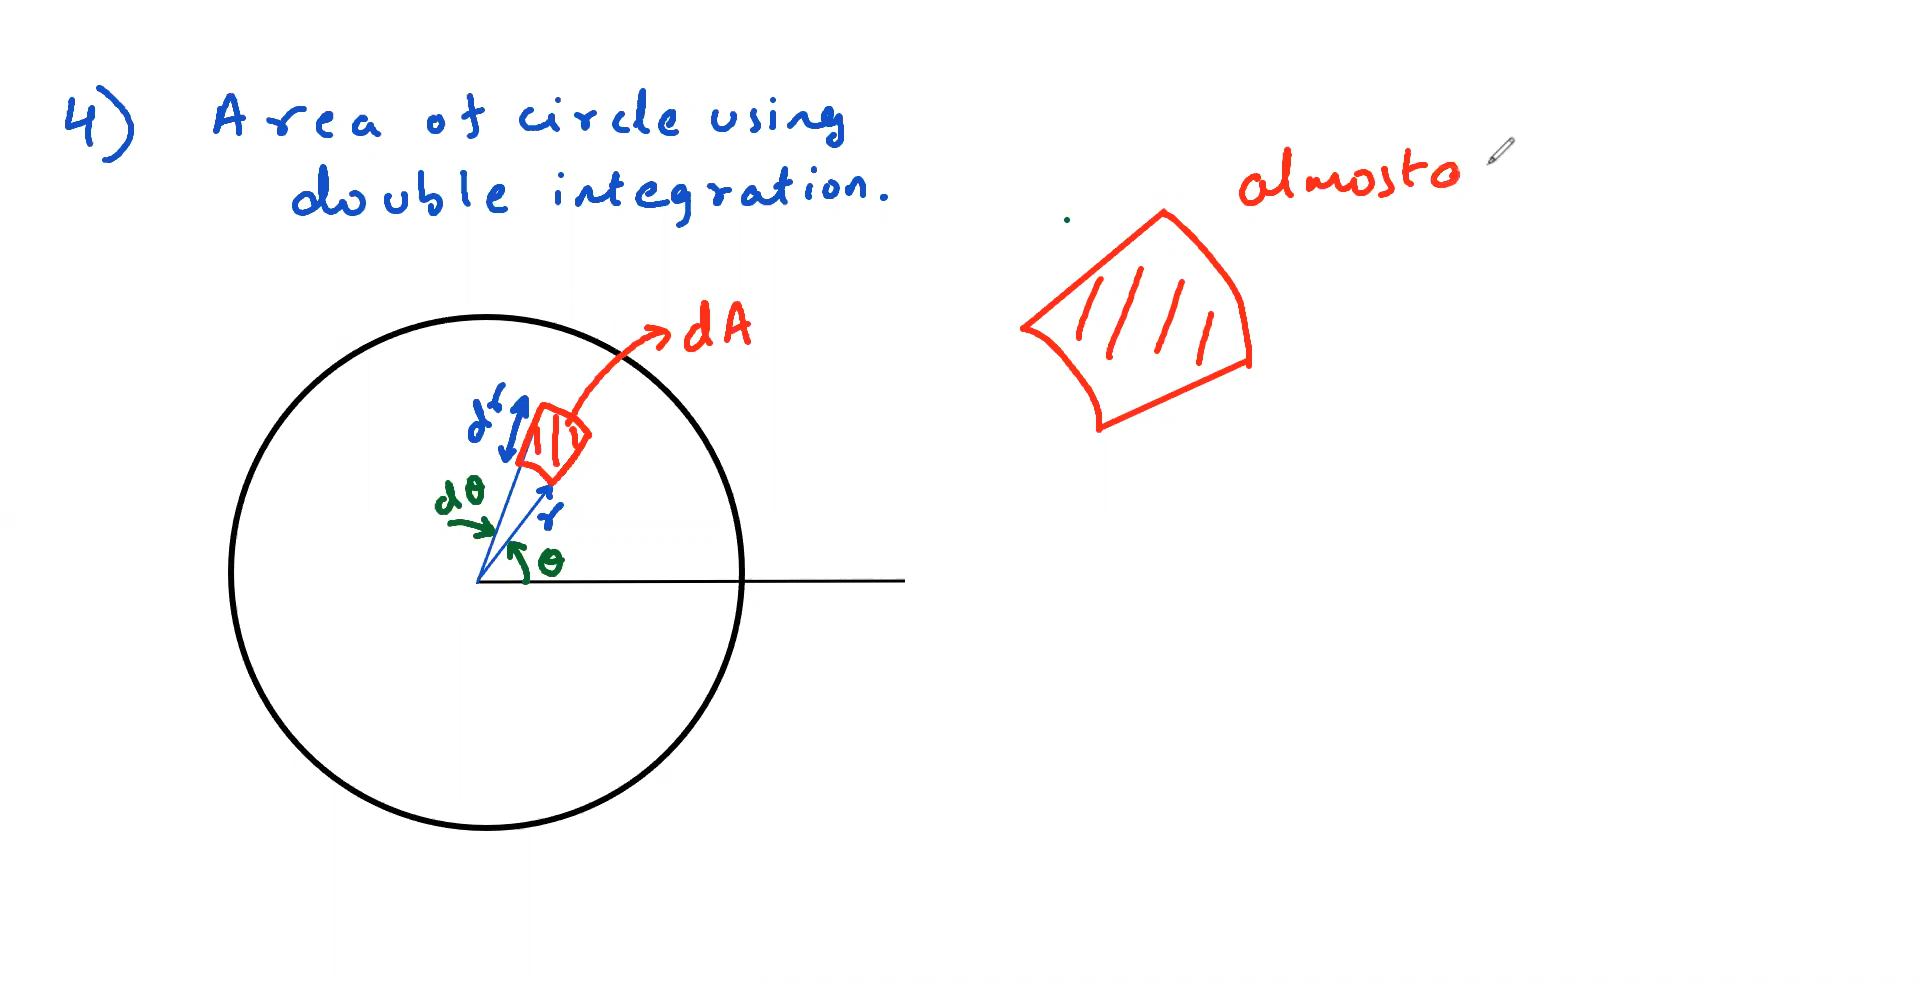 4) Area of circle using
double integration.
almosto
dA
dr
dθ
r
θ